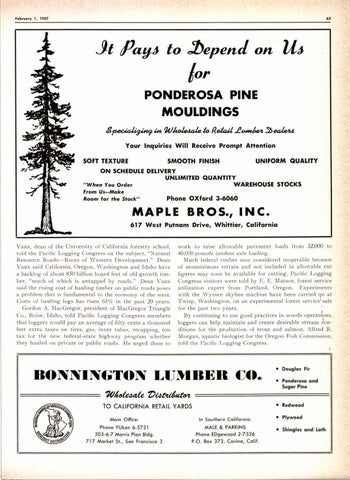 February 1, 1957
65
It Pays to Depend on Us
for
PONDEROSA PINE
MOULDINGS
Specializing in Wholesale to Retail Lumber Dealers
Your Inquiries Will Receive Prompt Attention
SOFT TEXTURE SMOOTH FINISH UNIFORM QUALITY
ON SCHEDULE DELIVERY
UNLIMITED QUANTITY
"When You Order
From Us—Make
Room for the Stock"
WAREHOUSE STOCKS
Phone OXford 3-6060
MAPLE BROS., INC.
617 West Putnam Drive, Whittier, California
Vaux, dean of the University of California forestry school,
told the Pacific Logging Congress on the subject, "Natural
Resource Roads—Roots of Western Development." Dean
Vaux said California, Oregon, Washington and Idaho have
a backlog of about 850 billion board feet of old-growth tim-
ber, "much of which is untapped by roads." Dean Vaux
said the rising cost of hauling timber on public roads poses
a problem that is fundamental to the economy of the west.
Costs of hauling logs has risen 65% in the past 20 years.
Gordon A. MacGregor, president of MacGregor Triangle
Co., Boise, Idaho, told Pacific Logging Congress members
that loggers would pay an average of fifty cents a thousand
feet extra taxes on tires, gas, inner tubes, recapping, too
tax for the new federal-state highway program whether
they hauled on private or public roads. He urged them to
work to raise allowable pavement loads from 32,000 to
40,000 pounds tandem axle loading.
Much federal timber now considered inoperable because
of mountainous terrain and not included in allowable cut
figures may soon be available for cutting, Pacific Logging
Congress visitors were told by E. E. Matson, forest service
utilization expert from Portland, Oregon. Experiments
with the Wyssen skyline machine have been carried up at
Twisp, Washington, on an experimental forest service sale
for the past two years.
By continuing to use good practices in woods operations,
loggers can help maintain and create desirable stream con-
ditions for the production of trout and salmon, Alfred R.
Morgan, aquatic biologist for the Oregon Fish Commission,
told the Pacific Logging Congress.
BONNINGTON LUMBER CO.
Wholesale Distributor
TO CALIFORNIA RETAIL YARDS
Main Office:
Phone YUkon 6-5721
505-6-7 Morris Plan Bldg.
717 Market St., San Francisco 3
In Southern California:
MALE & PARKINS
Phone EDgewood 2-7556
P.O. Box 373, Covina, Calif.
• Douglas Fir
• Ponderosa and
Sugar Pine
• Redwood
• Plywood
• Shingles and Lath